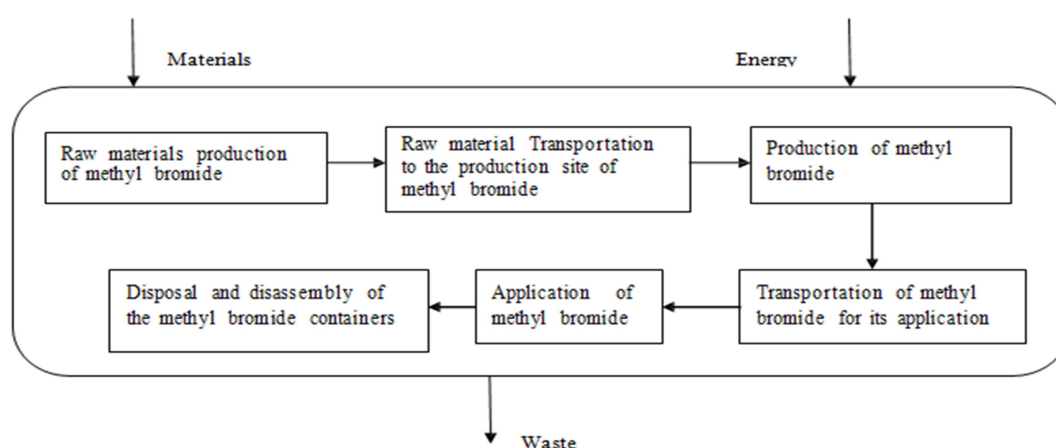 Materials
Energy
Raw materials production
of methyl bromide
Raw material Transportation
to the production site of
methyl bromide
Production of methyl
bromide
Disposal and disassembly of
the methyl bromide containers
Application of
methyl bromide
Transportation of methyl
bromide for its application
Waste